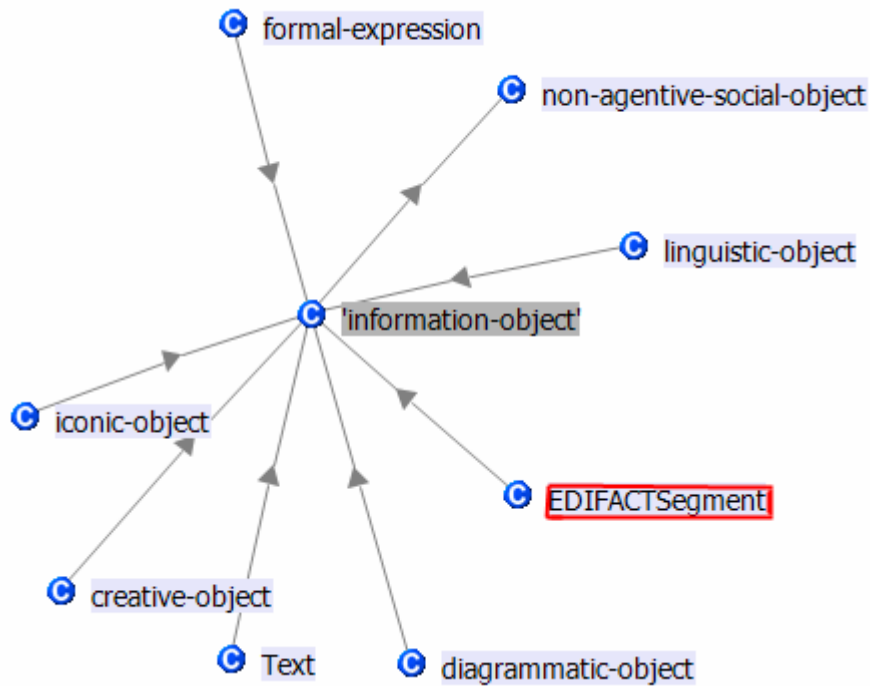 formal-expression
non-agentive-social-object
linguistic-object
'information-object'
iconic-object
EDIFACTSegment
creative-object
Text
diagrammatic-object